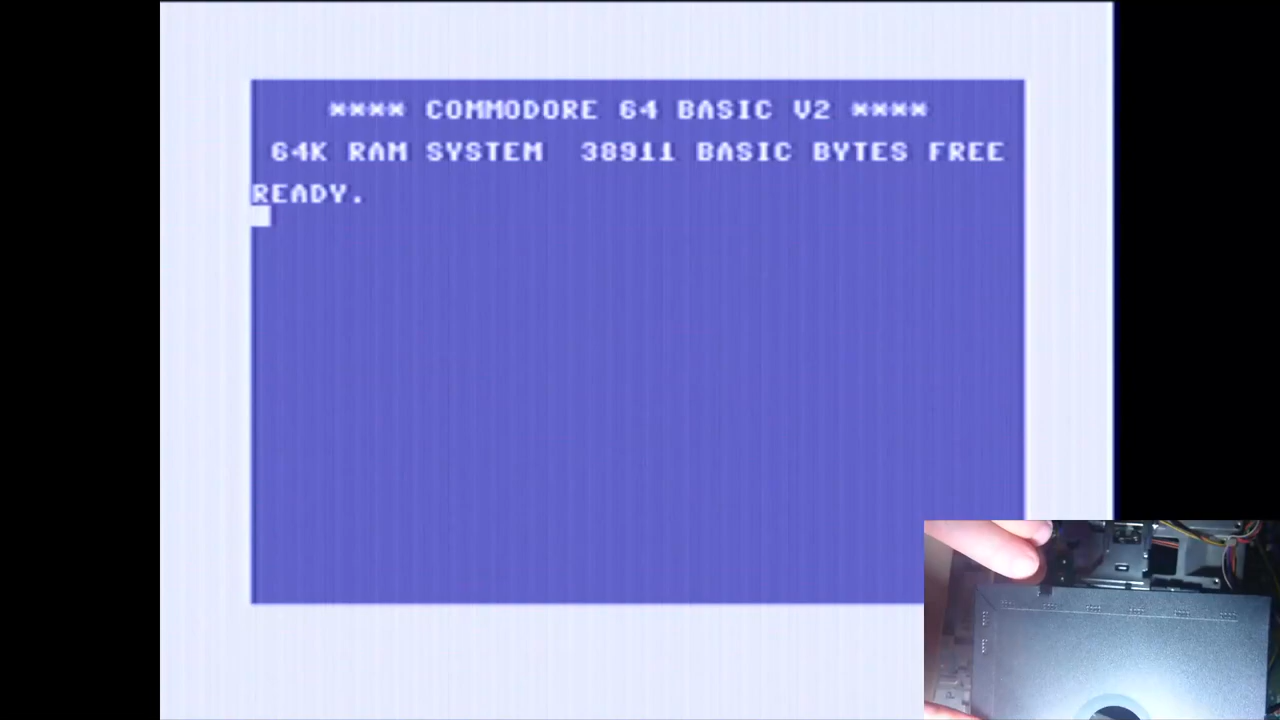 **** COMMODORE 64 BASIC V2 ****
64K RAM SYSTEM  38911 BASIC BYTES FREE
READY.